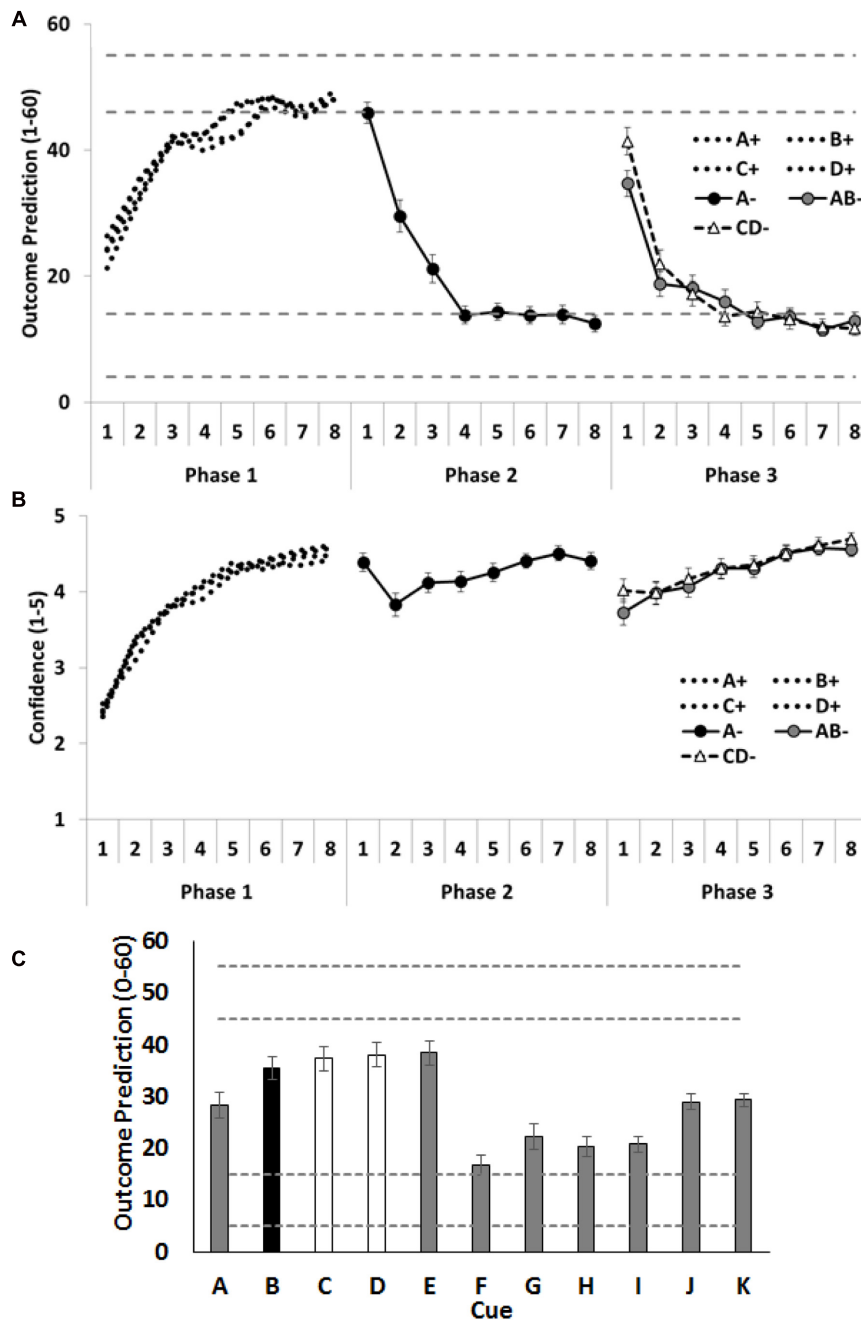 A
60
40
20
0
Outcome Prediction (1-60)
A+ B+
C+ D+
A- AB-
CD-
1 2 3 4 5 6 7 8 1 2 3 4 5 6 7 8 1 2 3 4 5 6 7 8
Phase 1 Phase 2 Phase 3
B
5
4
3
2
1
Confidence (1-5)
A+ B+
C+ D+
A- AB-
CD-
1 2 3 4 5 6 7 8 1 2 3 4 5 6 7 8 1 2 3 4 5 6 7 8
Phase 1 Phase 2 Phase 3
C
60
50
40
30
20
10
0
Outcome Prediction (0-60)
A B C D E F G H I J K
Cue